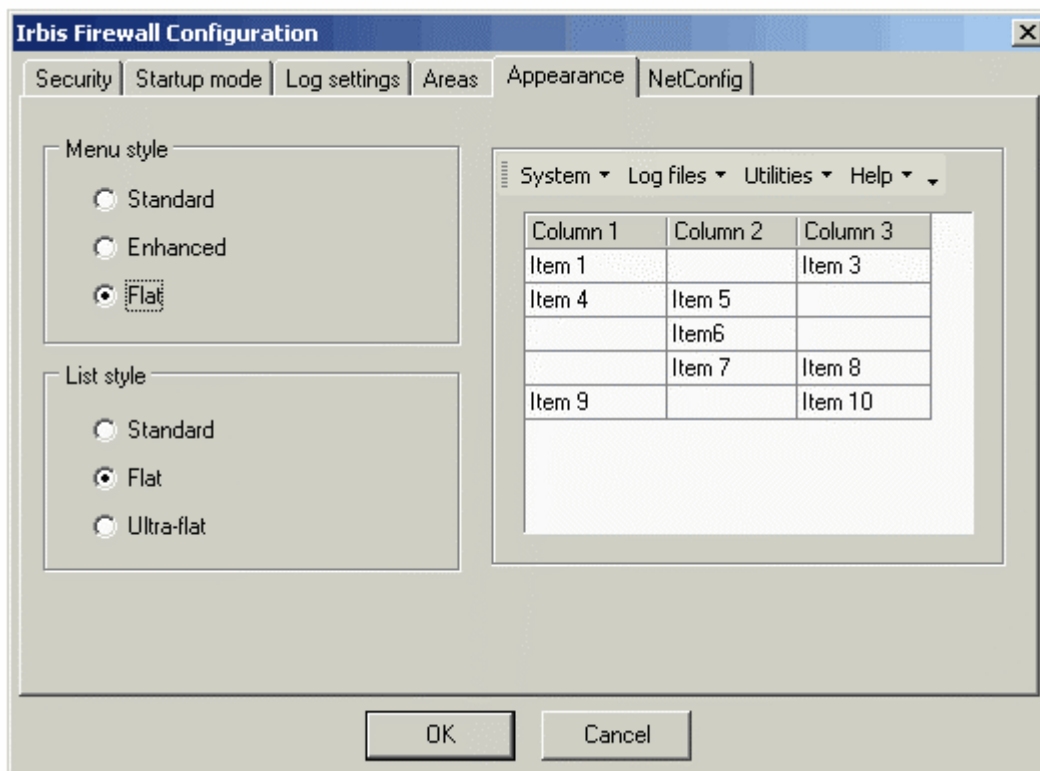 Irbis Firewall Configuration
Security Startup mode Log settings Areas Appearance NetConfig
Menu style
Standard
Enhanced
Flat
List style
Standard
Flat
Ultra-flat
System Log files Utilities Help
Column 1 Column 2 Column 3
Item 1 Item 3
Item 4 Item 5
Item6
Item 7 Item 8
Item 9 Item 10
OK Cancel